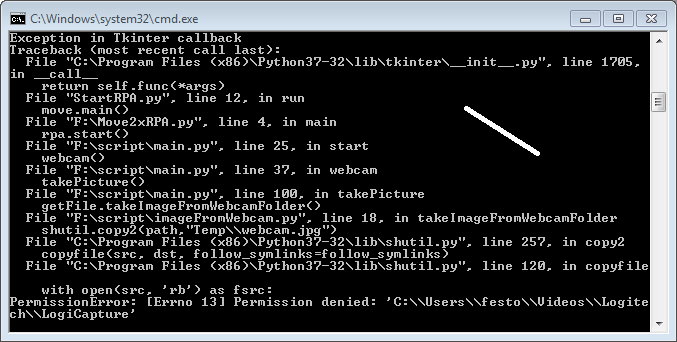 C:\Windows\system32\cmd.exe
Exception in Tkinter callback
Traceback (most recent call last):
  File "C:\Program Files (x86)\Python37-32\lib\tkinter\__init__.py", line 1705,
in __call__
    return self.func(*args)
  File "StartRPA.py", line 12, in run
    move.main()
  File "F:\Move2xRPA.py", line 4, in main
    rpa.start()
  File "F:\script\main.py", line 25, in start
    webcam()
  File "F:\script\main.py", line 37, in webcam
    takePicture()
  File "F:\script\main.py", line 100, in takePicture
    getFile.takeImageFromWebcamFolder()
  File "F:\script\imageFromWebcam.py", line 18, in takeImageFromWebcamFolder
    shutil.copy2(path,"Temp\\webcam.jpg")
  File "C:\Program Files (x86)\Python37-32\lib\shutil.py", line 257, in copy2
    copyfile(src, dst, follow_symlinks=follow_symlinks)
  File "C:\Program Files (x86)\Python37-32\lib\shutil.py", line 120, in copyfile
    with open(src, 'rb') as fsrc:
PermissionError: [Errno 13] Permission denied: 'C:\\Users\\festo\\Videos\\Logite
ch\\LogiCapture'